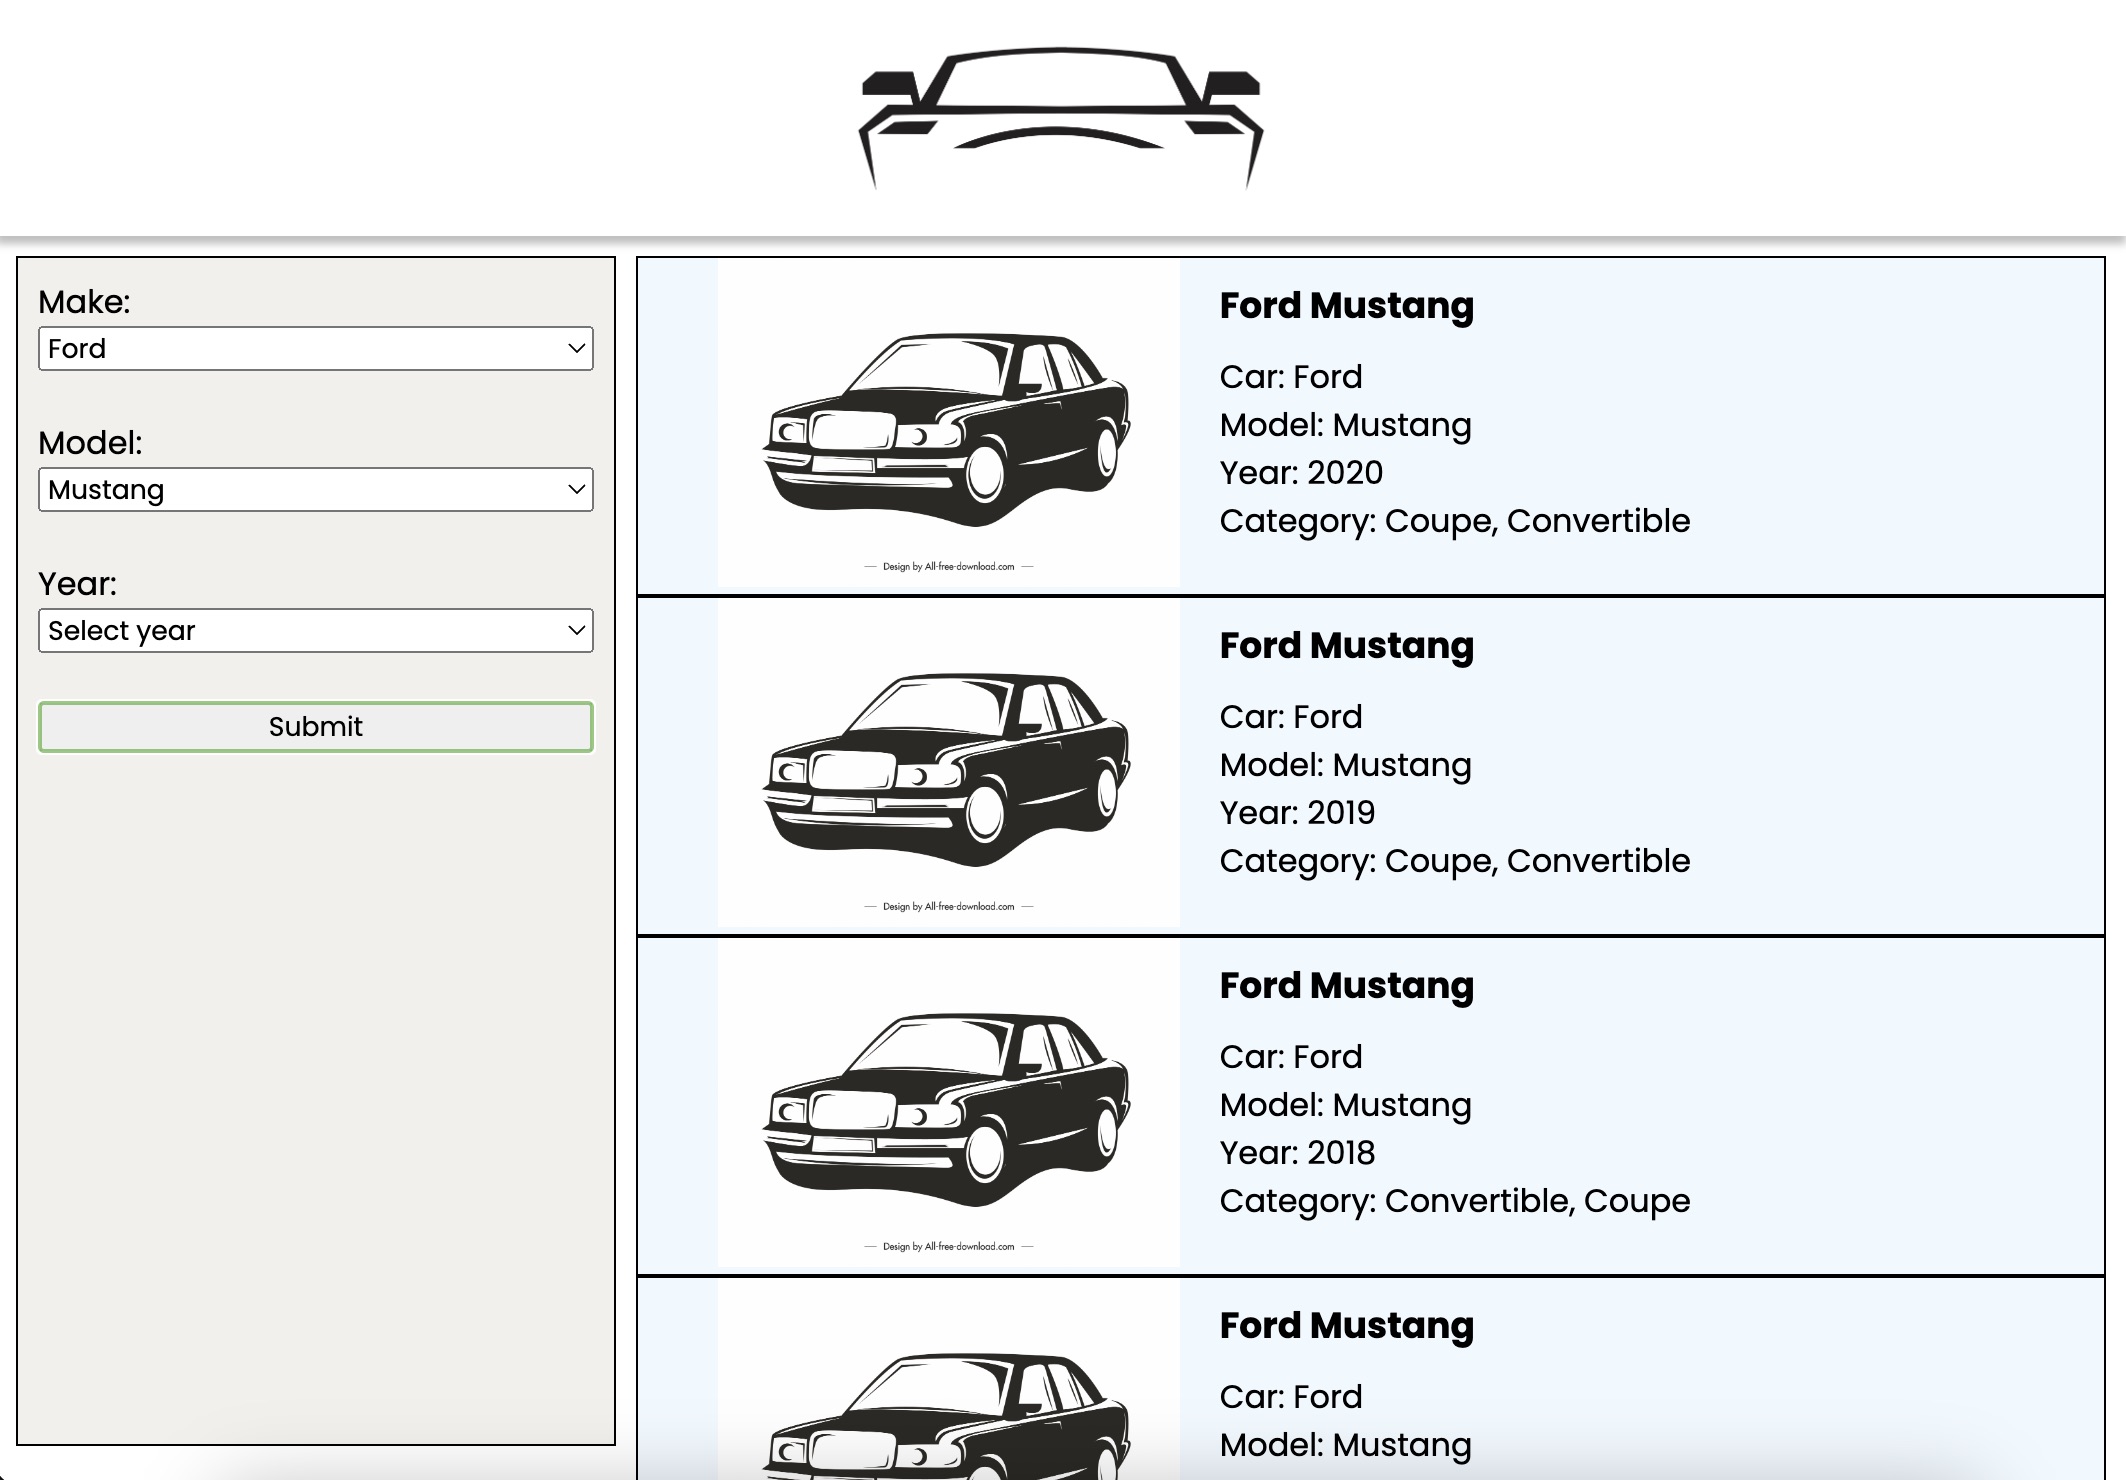 Make:
Ford
Model:
Mustang
Year:
Select year
Submit
Ford Mustang
Car: Ford
Model: Mustang
Year: 2020
Category: Coupe, Convertible
Design by All-free-download.com
Ford Mustang
Car: Ford
Model: Mustang
Year: 2019
Category: Coupe, Convertible
Design by All-free-download.com
Ford Mustang
Car: Ford
Model: Mustang
Year: 2018
Category: Convertible, Coupe
Design by All-free-download.com
Ford Mustang
Car: Ford
Model: Mustang